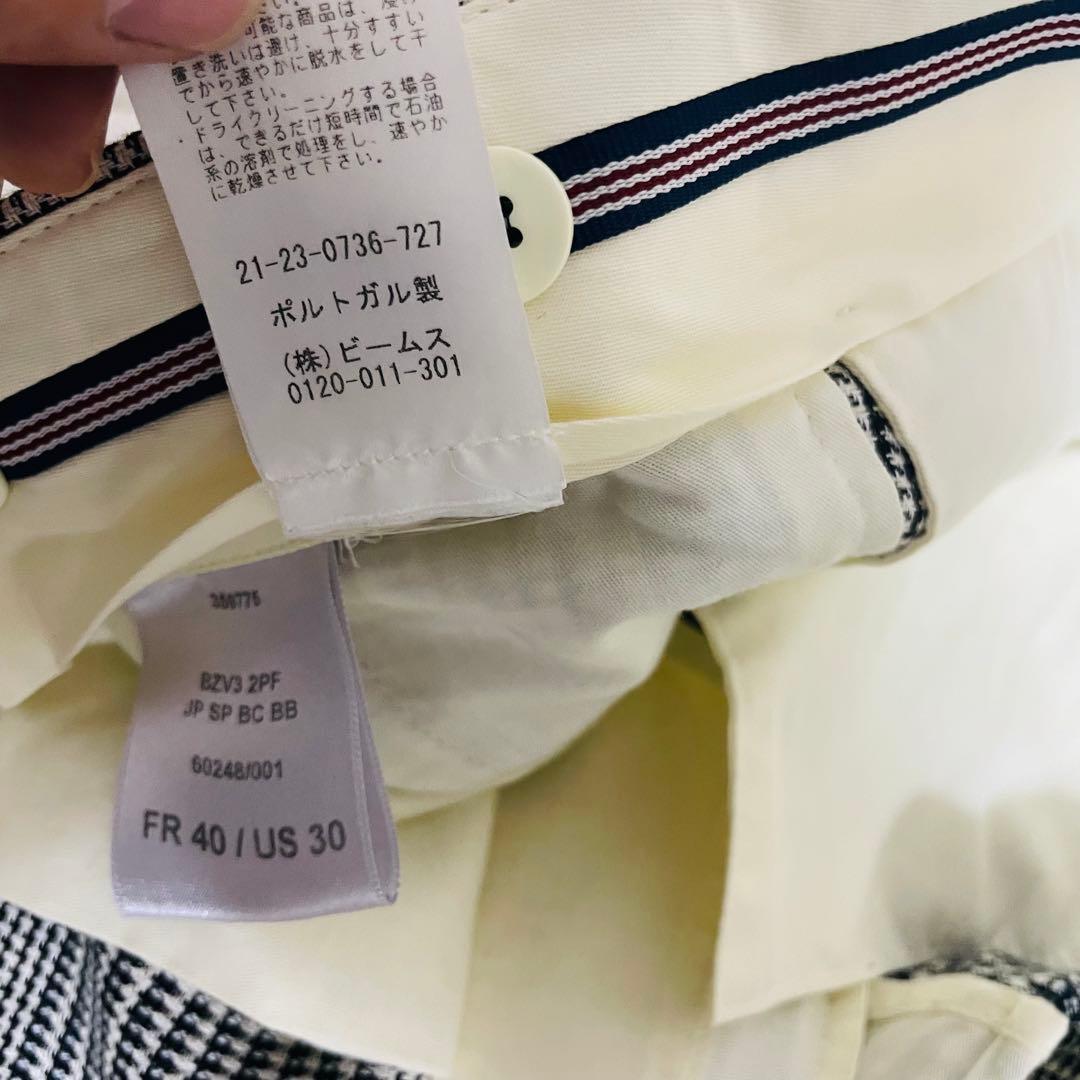 可能な商品は、浸け
置き洗いは避け、十分すすい
でから速やかに脱水をして干
して下さい。
・ドライクリーニングする場合
は、できるだけ短時間で石油
系の溶剤で処理をし、速やか
に乾燥させて下さい。
21-23-0736-727
ポルトガル製
(株)ビームス
0120-011-301
BZV3 2PF
JP SP BC BB
60248/001
FR 40 / US 30